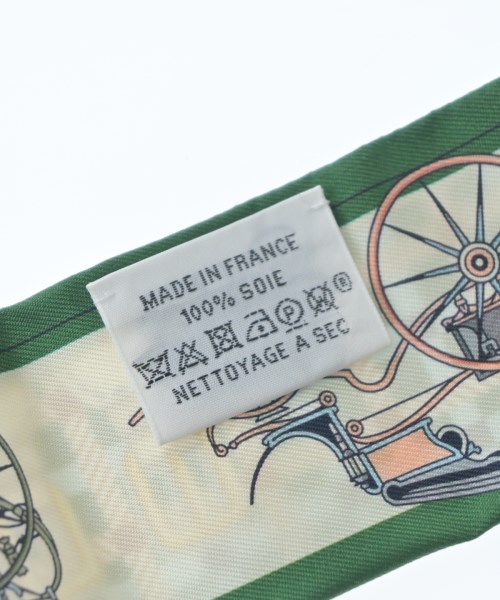 MADE IN FRANCE
100% SOIE
P W ®
NETTOYAGE A SEC